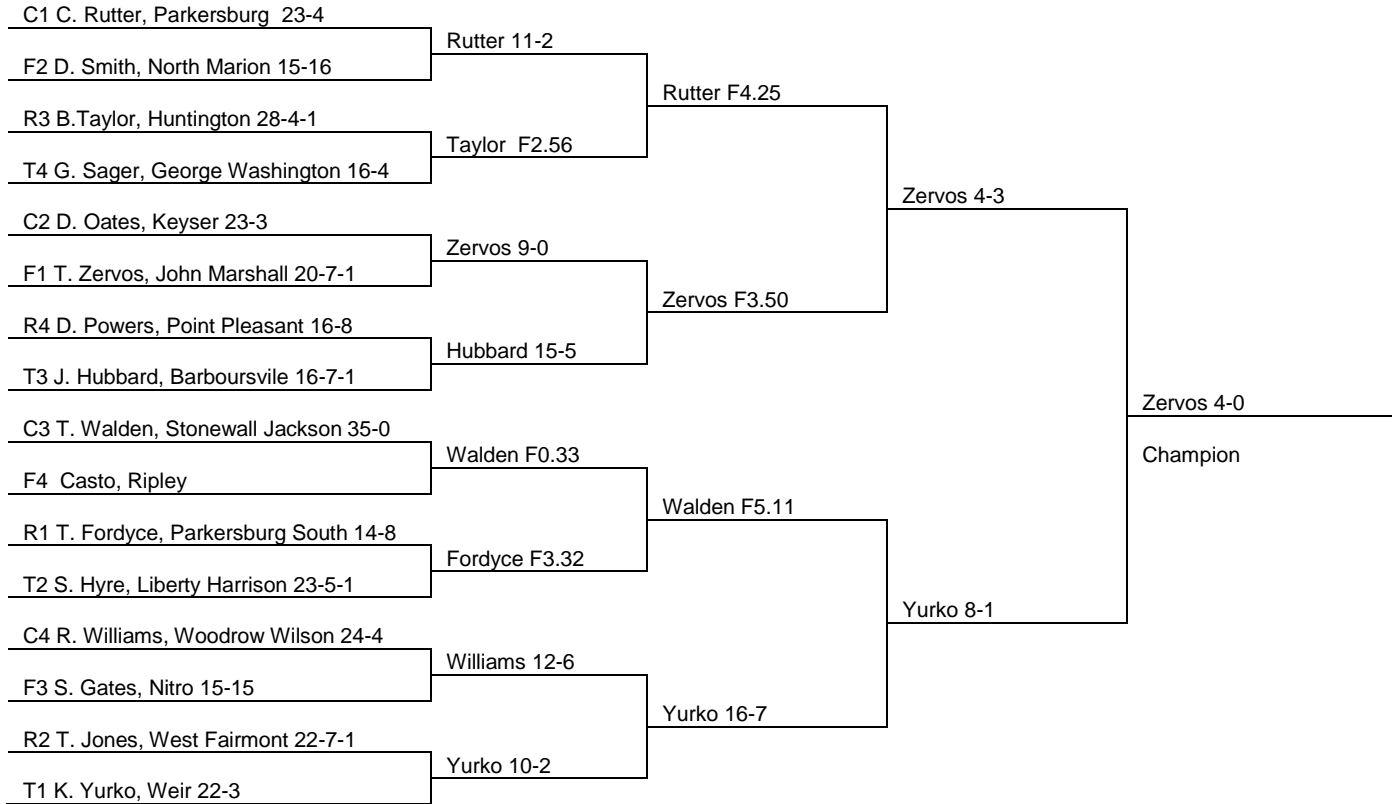 C1 C. Rutter, Parkersburg  23-4
F2 D. Smith, North Marion 15-16
R3 B.Taylor, Huntington 28-4-1
T4 G. Sager, George Washington 16-4
C2 D. Oates, Keyser 23-3
F1 T. Zervos, John Marshall 20-7-1
R4 D. Powers, Point Pleasant 16-8
T3 J. Hubbard, Barboursvile 16-7-1
C3 T. Walden, Stonewall Jackson 35-0
F4  Casto, Ripley
R1 T. Fordyce, Parkersburg South 14-8
T2 S. Hyre, Liberty Harrison 23-5-1
C4 R. Williams, Woodrow Wilson 24-4
F3 S. Gates, Nitro 15-15
R2 T. Jones, West Fairmont 22-7-1
T1 K. Yurko, Weir 22-3
Rutter 11-2
Taylor  F2.56
Zervos 9-0
Hubbard 15-5
Walden F0.33
Fordyce F3.32
Williams 12-6
Yurko 10-2
Rutter F4.25
Zervos F3.50
Walden F5.11
Yurko 16-7
Zervos 4-3
Yurko 8-1
Zervos 4-0
Champion